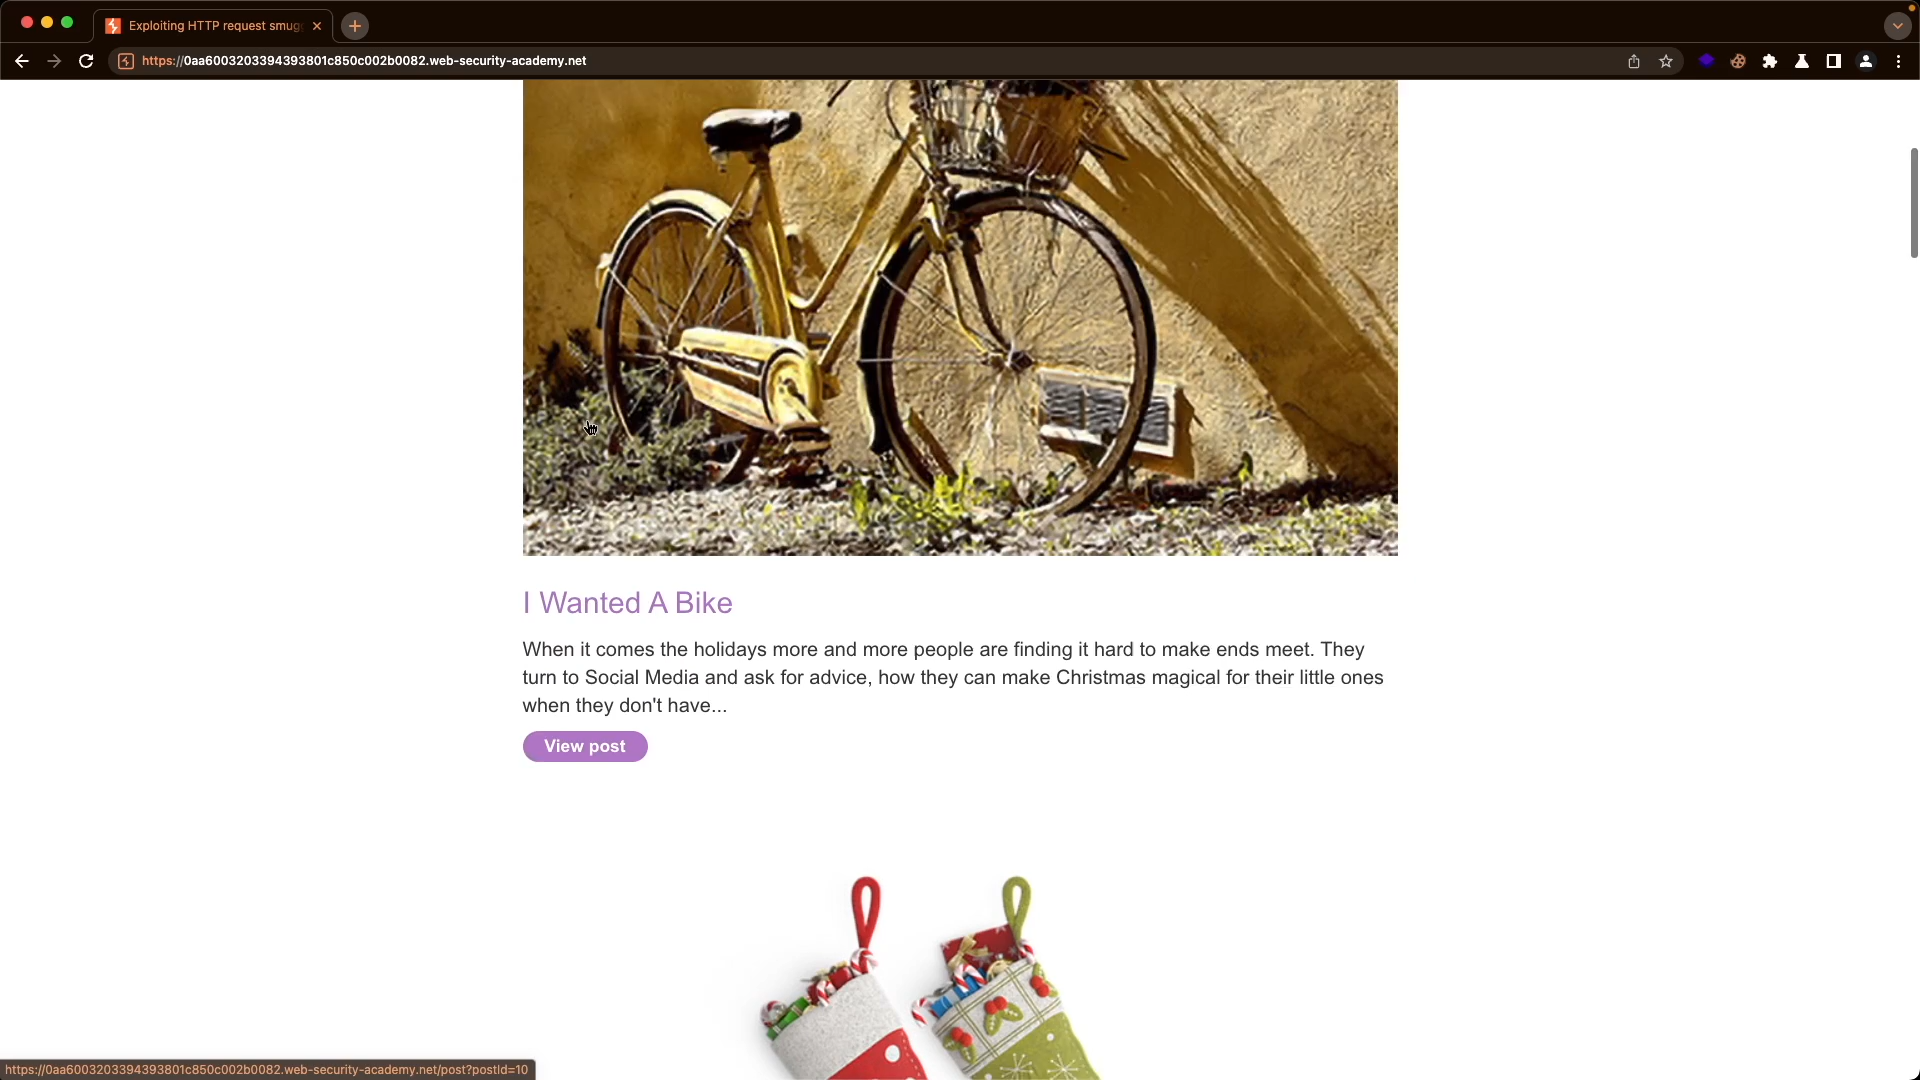 Exploiting HTTP request smug
https://0aa6003203394393801c850c002b0082.web-security-academy.net
I Wanted A Bike
When it comes the holidays more and more people are finding it hard to make ends meet. They
turn to Social Media and ask for advice, how they can make Christmas magical for their little ones
when they don't have...
View post
https://0aa6003203394393801c850c002b0082.web-security-academy.net/post?postId=10